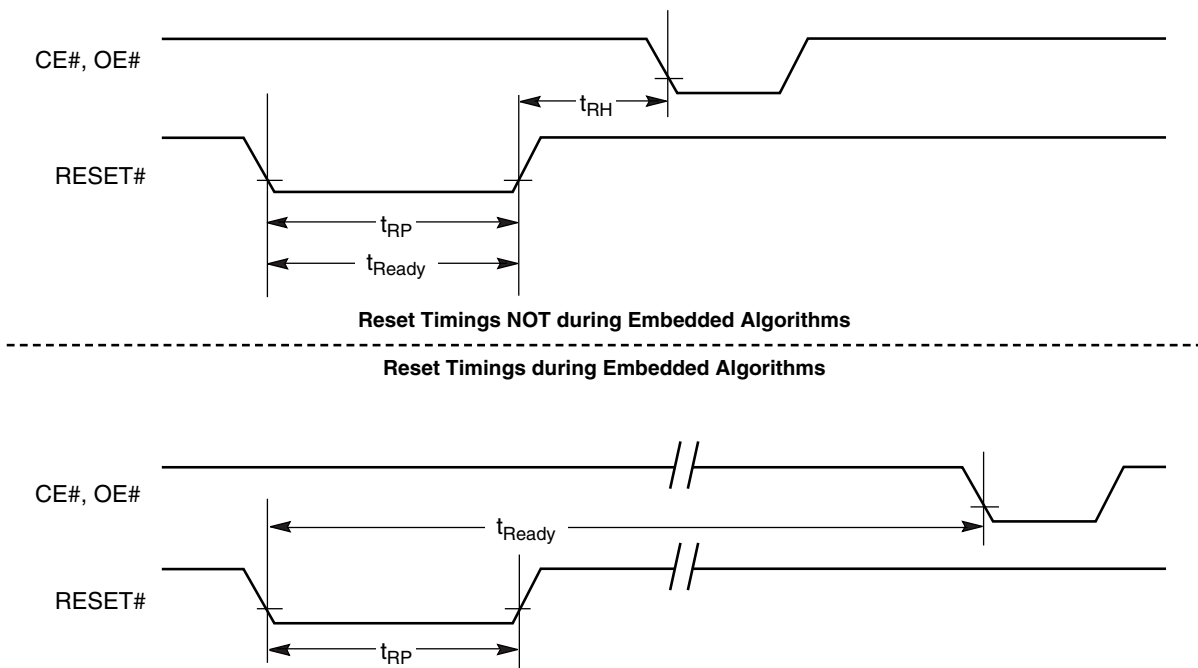 CE#, OE#
tRH
RESET#
tRP
tReady
Reset Timings NOT during Embedded Algorithms
Reset Timings during Embedded Algorithms
CE#, OE#
tReady
RESET#
tRP